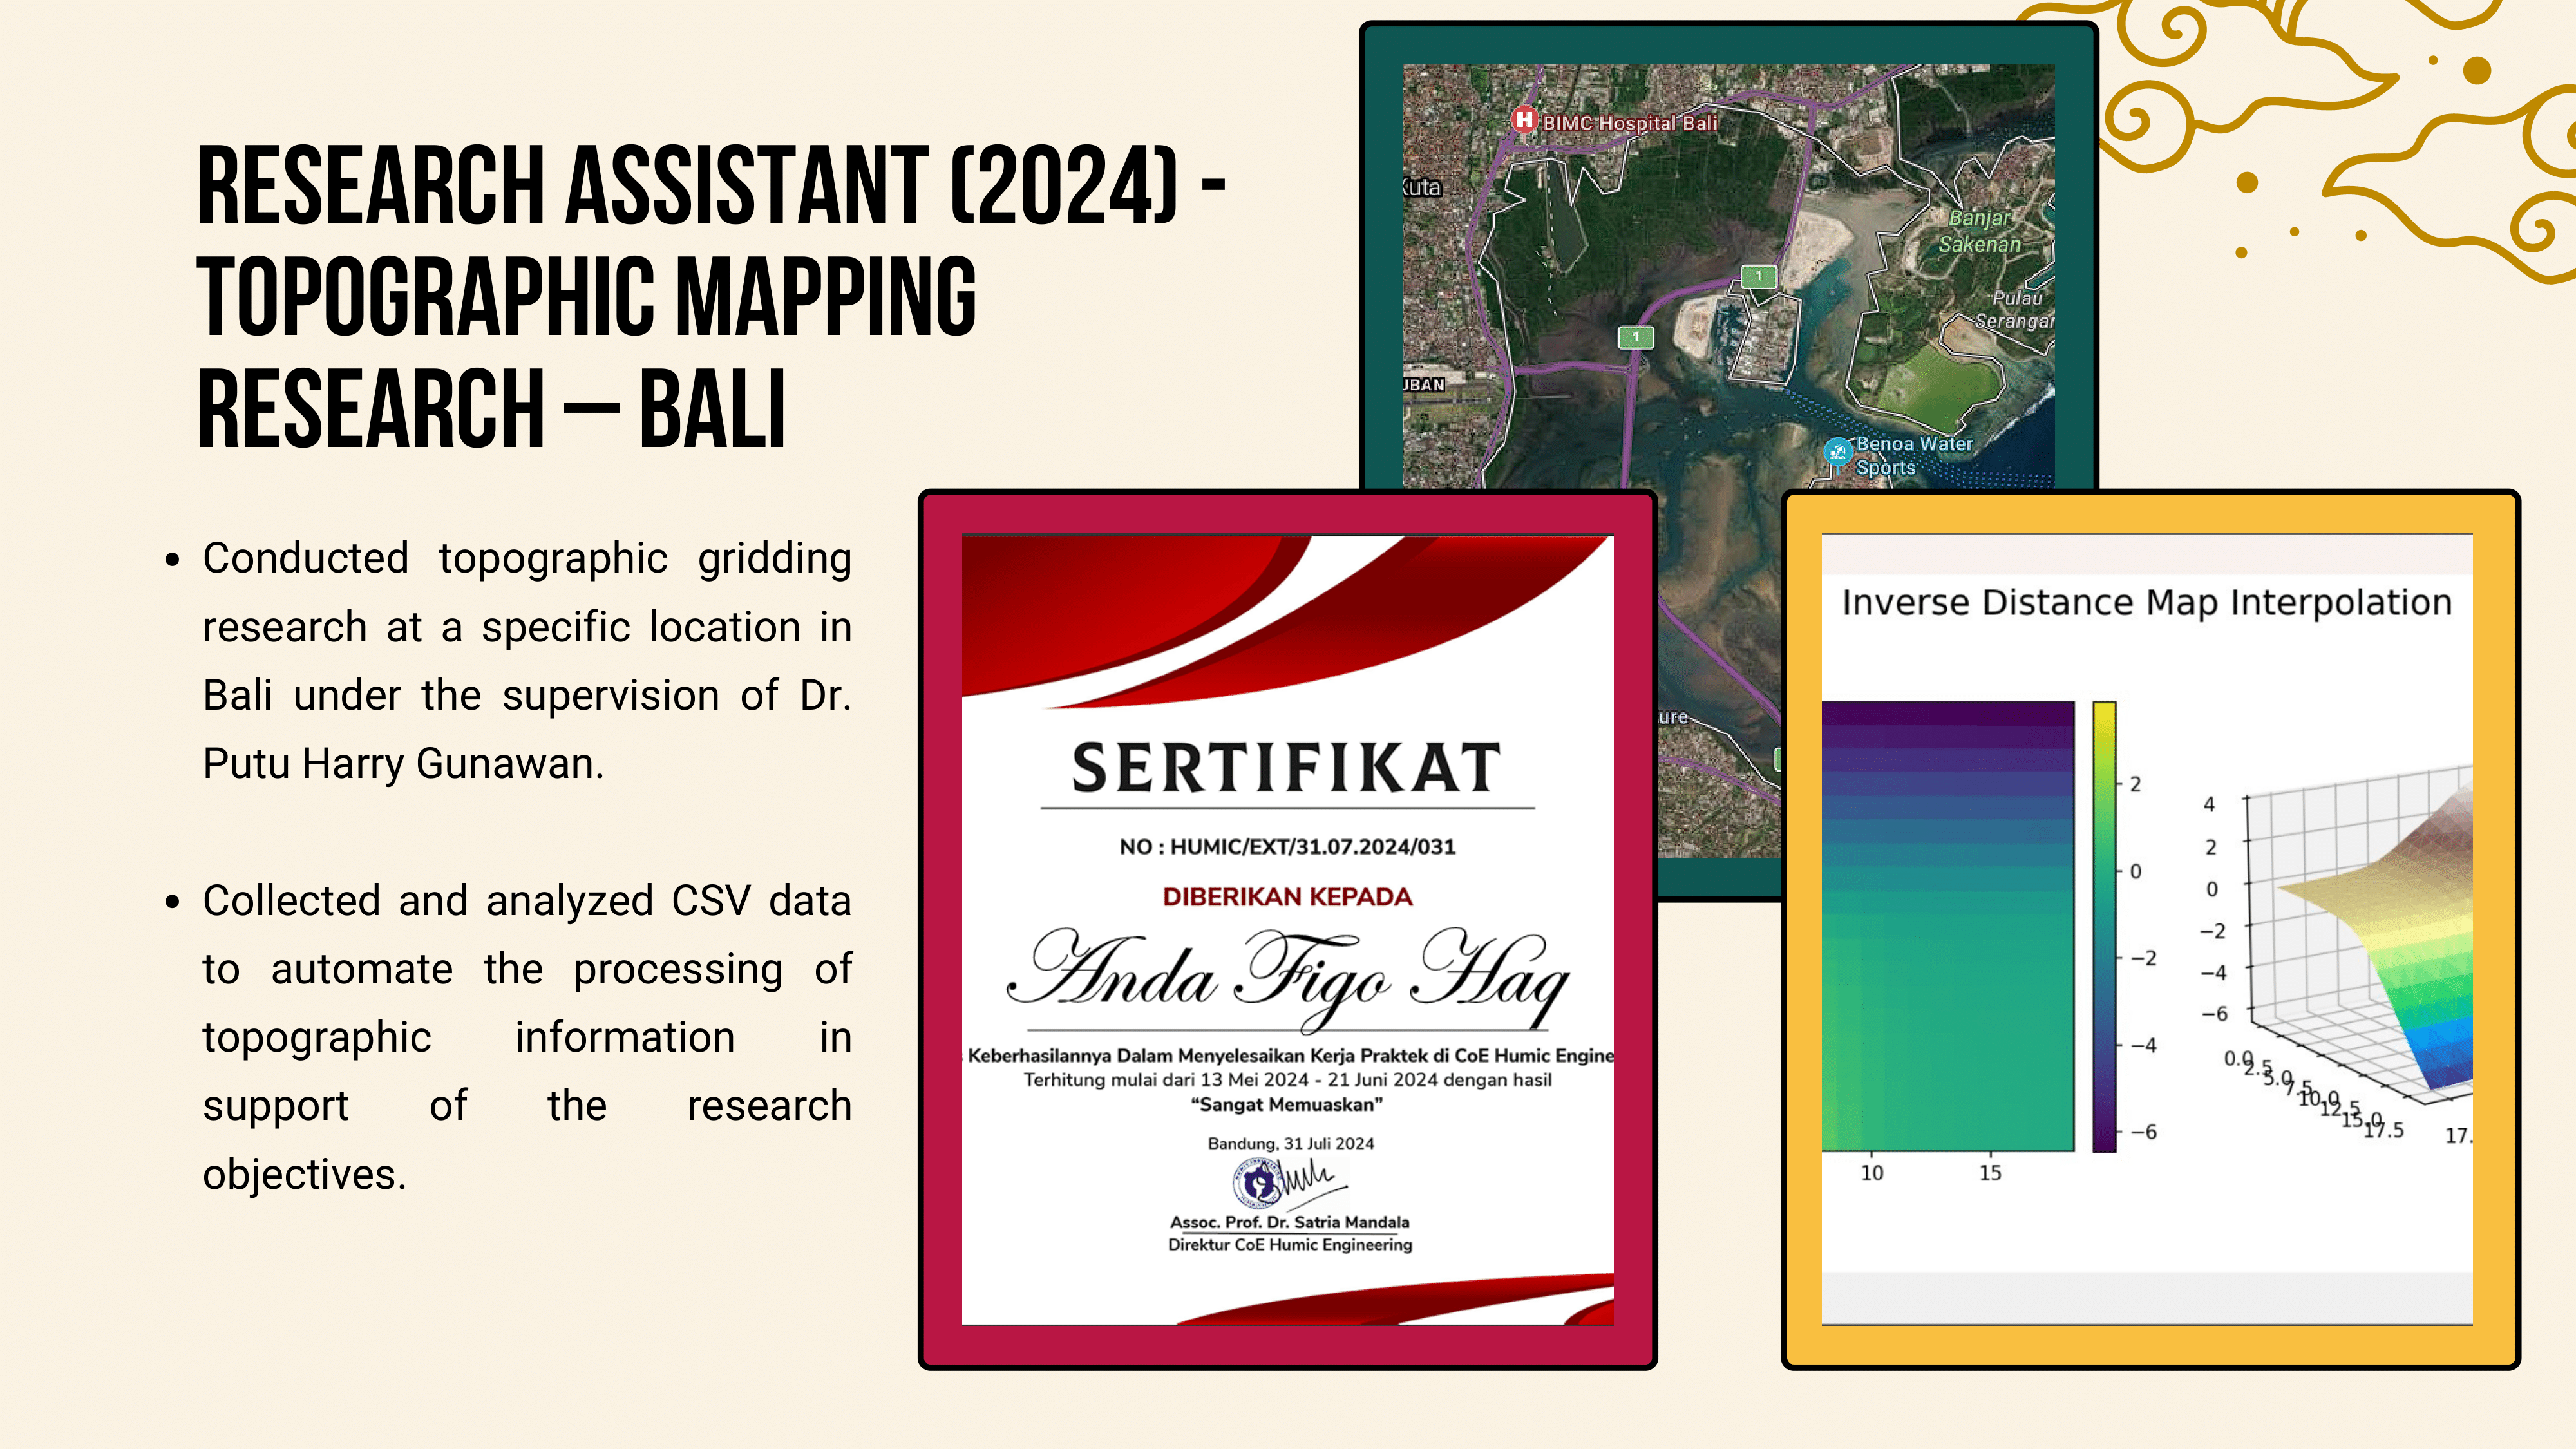 RESEARCH ASSISTANT (2024) -
TOPOGRAPHIC MAPPING
RESEARCH – BALI
• Conducted topographic gridding
research at a specific location in
Bali under the supervision of Dr.
Putu Harry Gunawan.
• Collected and analyzed CSV data
to automate the processing of
topographic information in
support of the research
objectives.
BIMC Hospital Bali
Kuta
Banjar
Sakenan
1
Pulau
Serangan
1
UBAN
Benoa Water
Sports
ure
SERTIFIKAT
NO : HUMIC/EXT/31.07.2024/031
DIBERIKAN KEPADA
Anda Figo Haq
Keberhasilannya Dalam Menyelesaikan Kerja Praktek di CoE Humic Engine
Terhitung mulai dari 13 Mei 2024 - 21 Juni 2024 dengan hasil
“Sangat Memuaskan”
Bandung, 31 Juli 2024
Assoc. Prof. Dr. Satria Mandala
Direktur CoE Humic Engineering
Inverse Distance Map Interpolation
2
0
−2
−4
−6
10
15
4
2
0
−2
−4
−6
0.0
2.5
5.0
7.5
10.0
12.5
15.0
17.5
17.